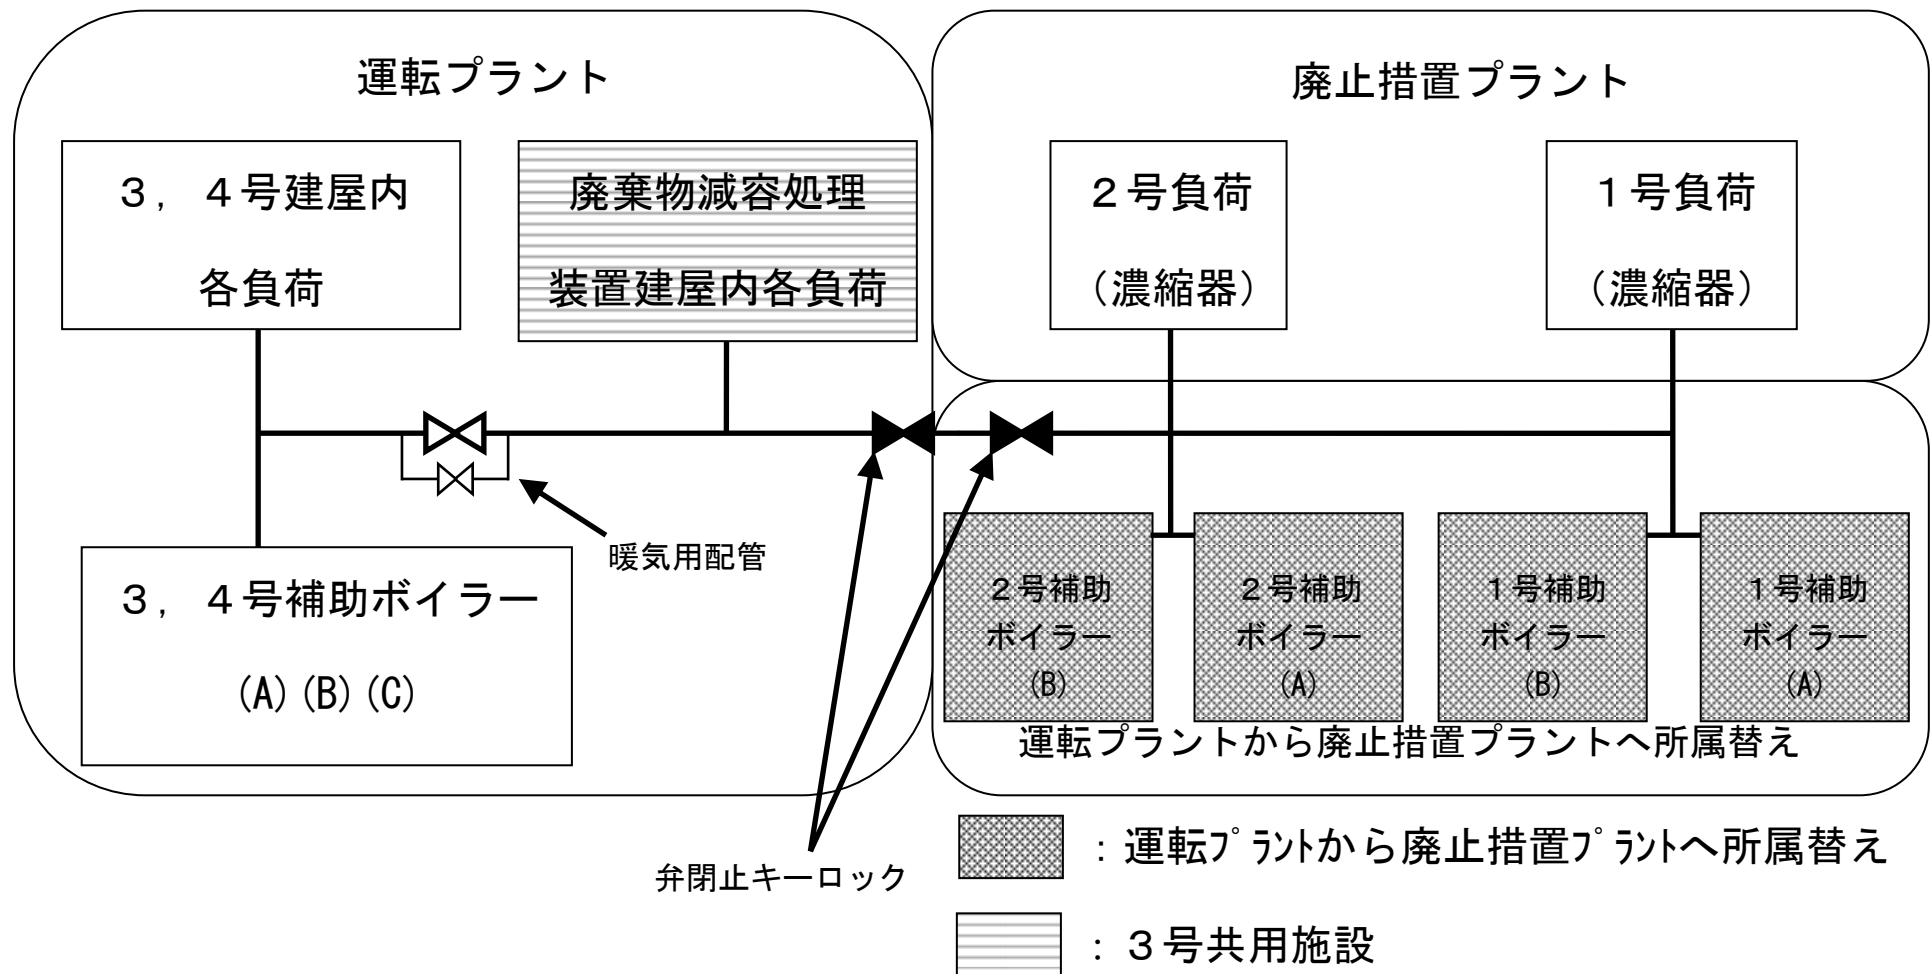 運転プラント
廃止措置プラント
３，４号建屋内
各負荷
廃棄物減容処理
装置建屋内各負荷
２号負荷
（濃縮器）
１号負荷
（濃縮器）
暖気用配管
３，４号補助ボイラー
(A)(B)(C)
２号補助
ボイラー
(B)
２号補助
ボイラー
(A)
１号補助
ボイラー
(B)
１号補助
ボイラー
(A)
運転プラントから廃止措置プラントへ所属替え
弁閉止キーロック
：運転ﾌﾟﾗﾝﾄから廃止措置ﾌﾟﾗﾝﾄへ所属替え
：３号共用施設